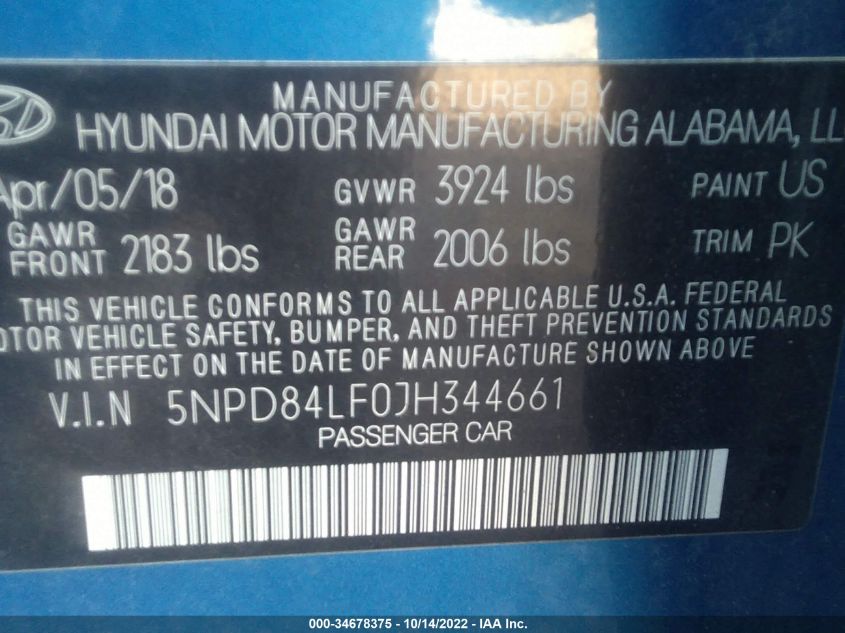 MANUFACTURED BY
HYUNDAI MOTOR MANUFACTURING ALABAMA, LL
Apr/05/18 GVWR 3924 lbs PAINT US
GAWR FRONT 2183 lbs GAWR REAR 2006 lbs TRIM PK
THIS VEHICLE CONFORMS TO ALL APPLICABLE U.S.A. FEDERAL
OTOR VEHICLE SAFETY, BUMPER, AND THEFT PREVENTION STANDARDS
IN EFFECT ON THE DATE OF MANUFACTURE SHOWN ABOVE
V.I.N 5NPD84LF0JH344661
PASSENGER CAR
000-34678375 - 10/14/2022 - IAA Inc.